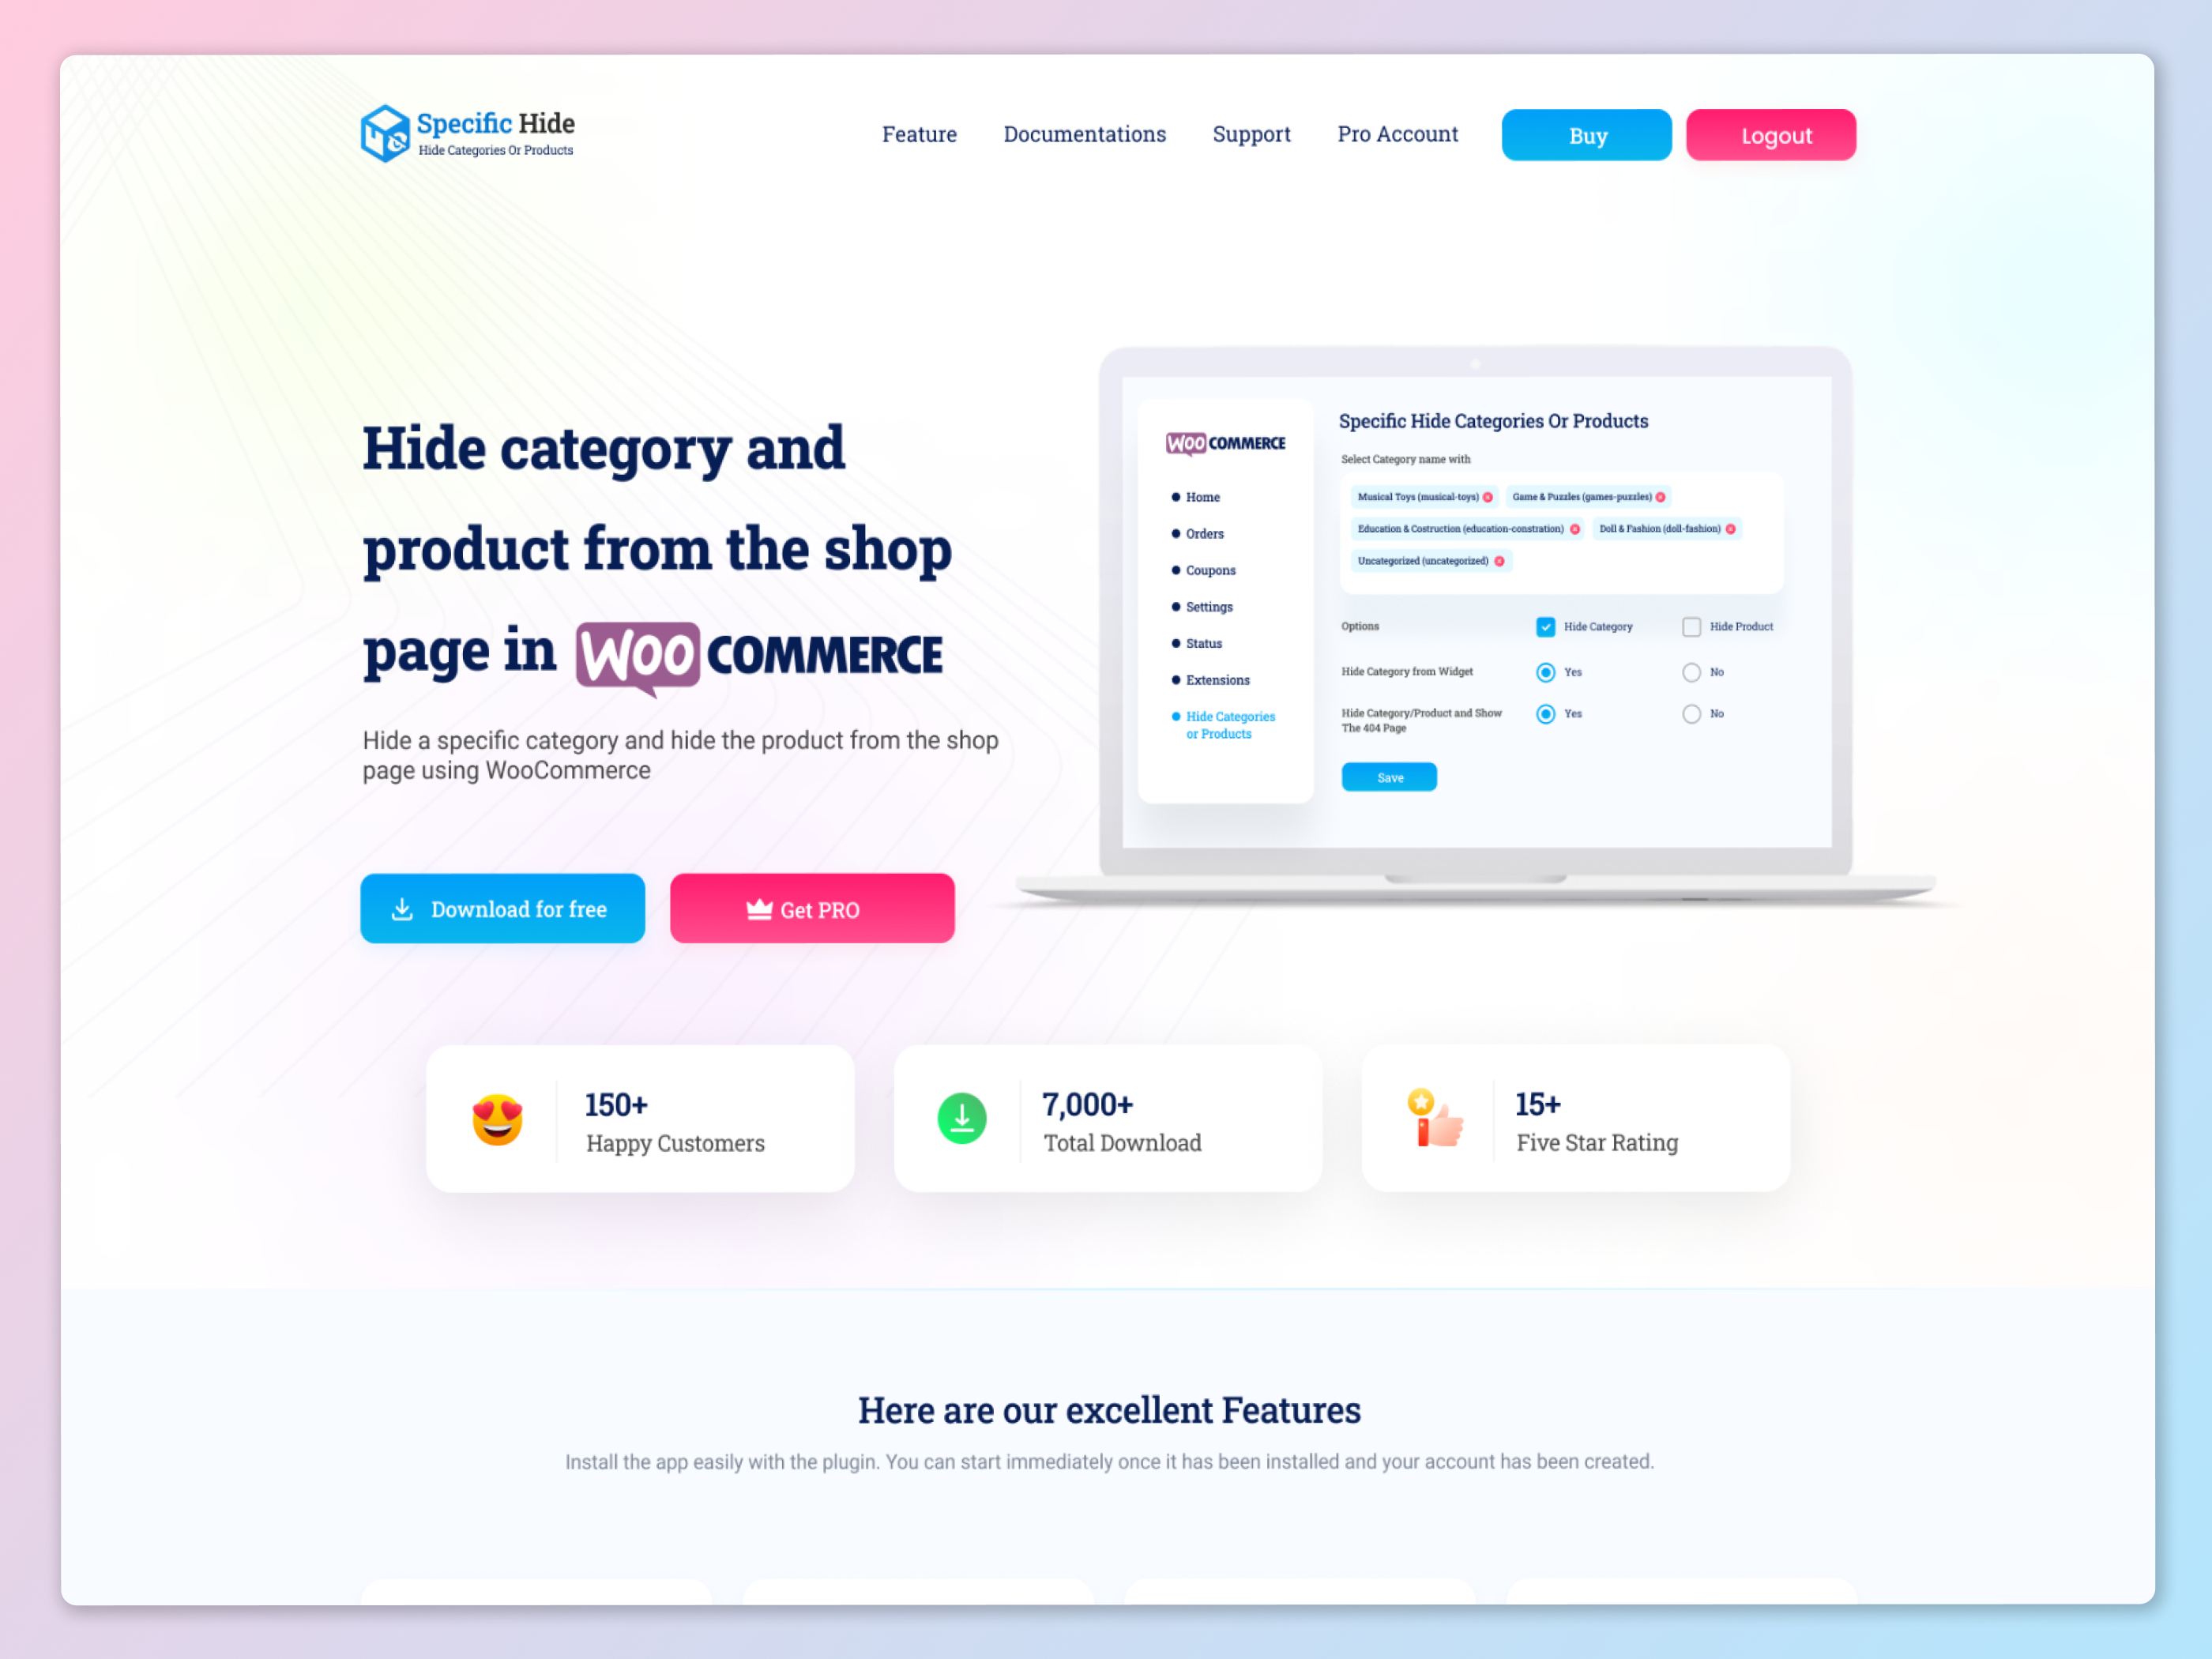 Specific Hide
Hide Categories Or Products
Feature
Documentations
Support
Pro Account
Buy
Logout
Hide category and
product from the shop
page in WOO COMMERCE
Hide a specific category and hide the product from the shop
page using WooCommerce
Download for free
Get PRO
WOO COMMERCE
Home
Orders
Coupons
Settings
Status
Extensions
Hide Categories
or Products
Specific Hide Categories Or Products
Select Category name with
Musical Toys (musical-toys)
Game & Puzzles (games-puzzles)
Education & Costruction (education-constration)
Doll & Fashion (doll-fashion)
Uncategorized (uncategorized)
Options
Hide Category
Hide Product
Hide Category from Widget
Yes
No
Hide Category/Product and Show
The 404 Page
Yes
No
Save
150+
Happy Customers
7,000+
Total Download
15+
Five Star Rating
Here are our excellent Features
Install the app easily with the plugin. You can start immediately once it has been installed and your account has been created.